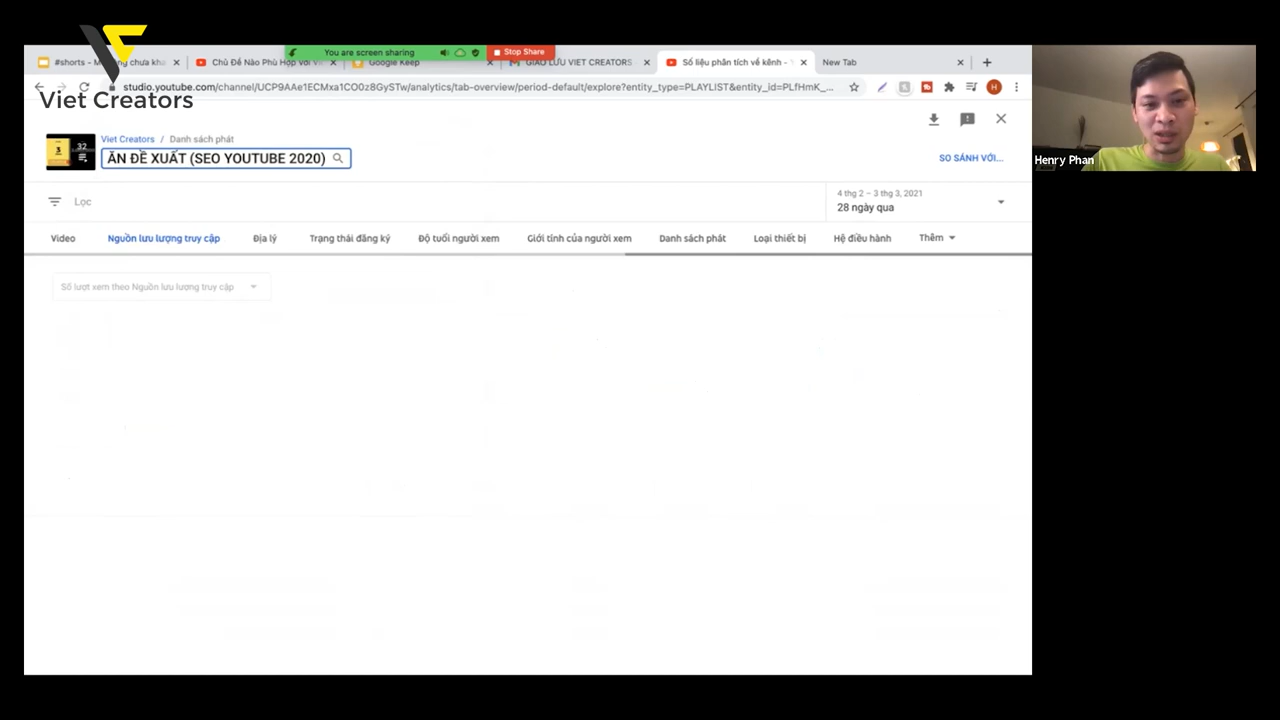 You are screen sharing
Stop Share
#shorts -
Chủ Đề Nào Phù Hợp Với
Google Keep
GIAO LƯU VIET CREATORS
Số liệu phân tích về kênh -
New Tab
studio.youtube.com/channel/UCP9AAe1ECMxa1CO0z8GySTw/analytics/tab-overview/period-default/explore?entity_type=PLAYLIST&entity_id=PLfHmK_...
H
Viet Creators
Viet Creators / Danh sách phát
3
32
ĂN ĐỀ XUẤT (SEO YOUTUBE 2020)
SO SÁNH VỚI...
Henry Phan
Lọc
4 thg 2 – 3 thg 3, 2021
28 ngày qua
Video
Nguồn lưu lượng truy cập
Địa lý
Trạng thái đăng ký
Độ tuổi người xem
Giới tính của người xem
Danh sách phát
Loại thiết bị
Hệ điều hành
Thêm
Số lượt xem theo Nguồn lưu lượng truy cập